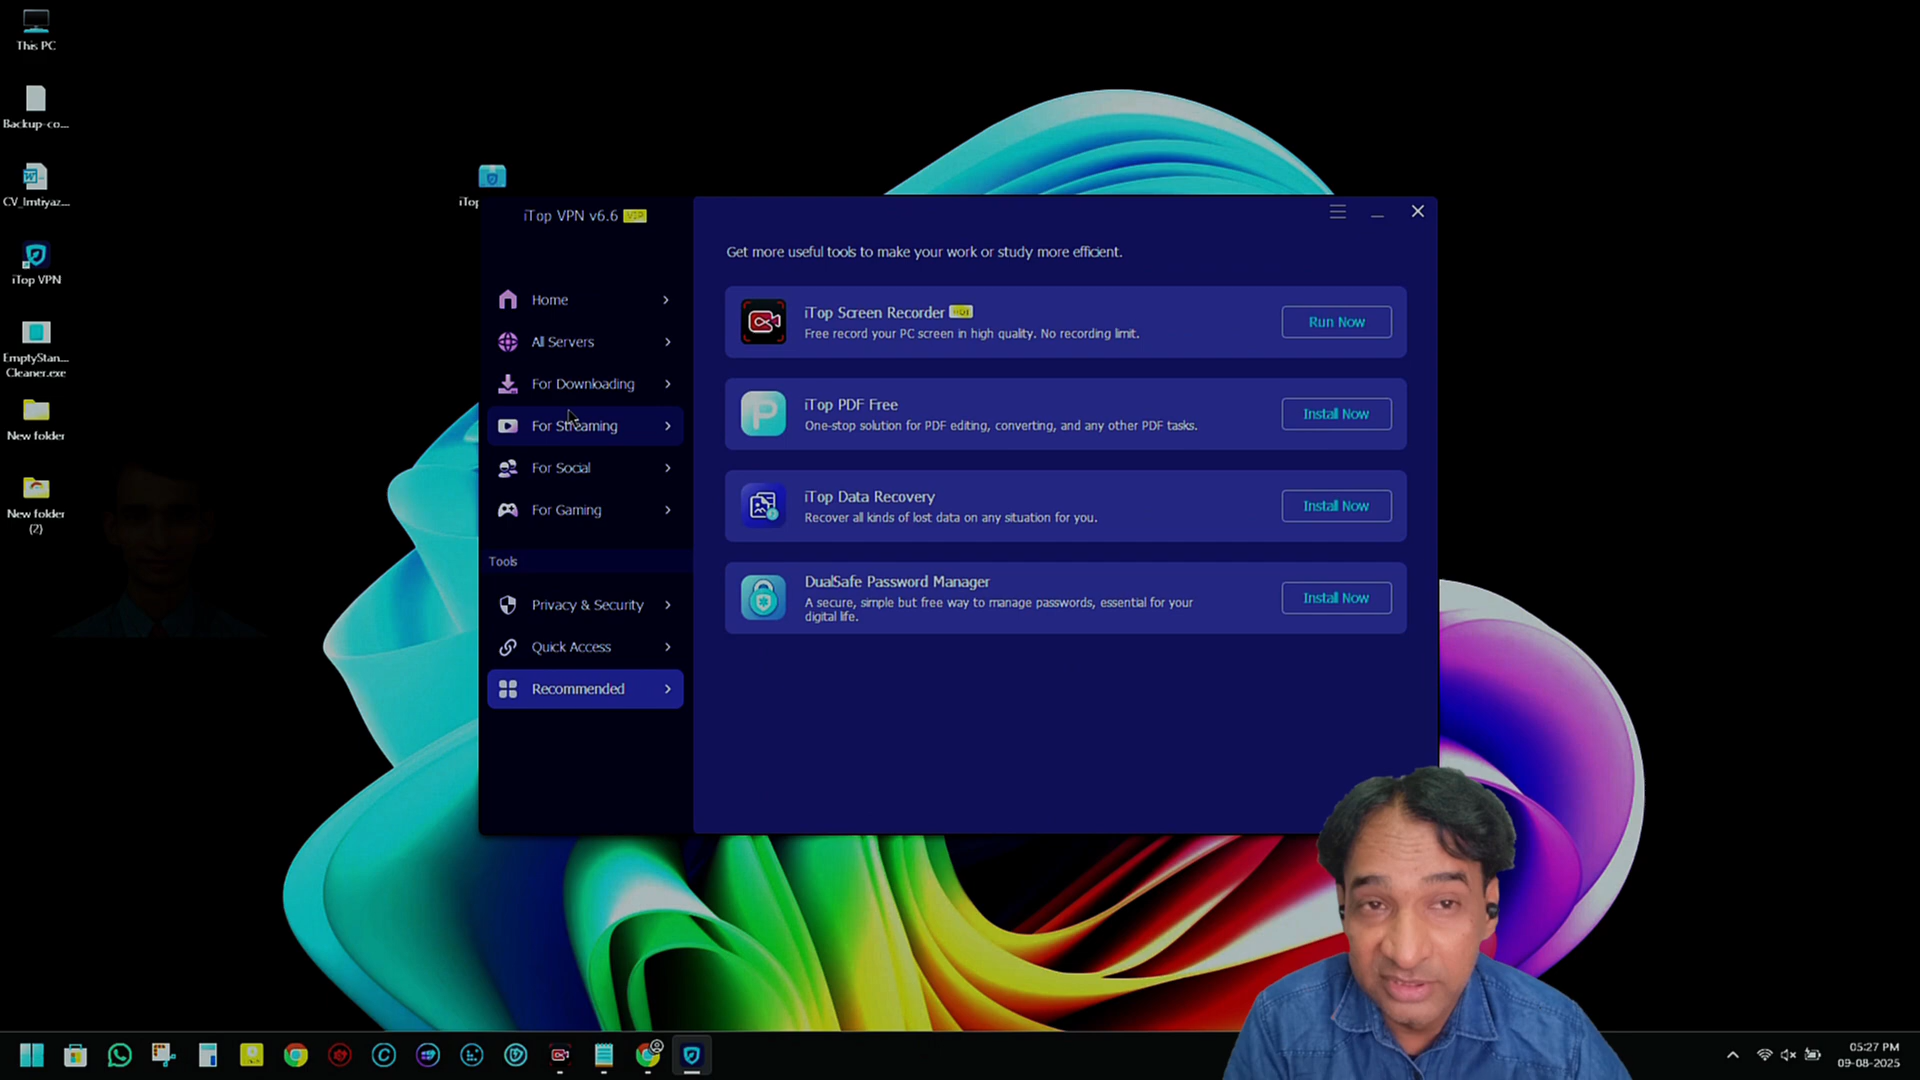 This PC
Backup-co...
CV_Imtiyaz...
iTop VPN
EmptyStan...
Cleaner.exe
New folder
New folder
(2)
iTop
iTop VPN v6.6 VIP
Home
All Servers
For Downloading
For Streaming
For Social
For Gaming
Tools
Privacy & Security
Quick Access
Recommended
Get more useful tools to make your work or study more efficient.
iTop Screen Recorder HOT
Free record your PC screen in high quality. No recording limit.
Run Now
iTop PDF Free
One-stop solution for PDF editing, converting, and any other PDF tasks.
Install Now
iTop Data Recovery
Recover all kinds of lost data on any situation for you.
Install Now
DualSafe Password Manager
A secure, simple but free way to manage passwords, essential for your
digital life.
Install Now
05:27 PM
09-08-2025